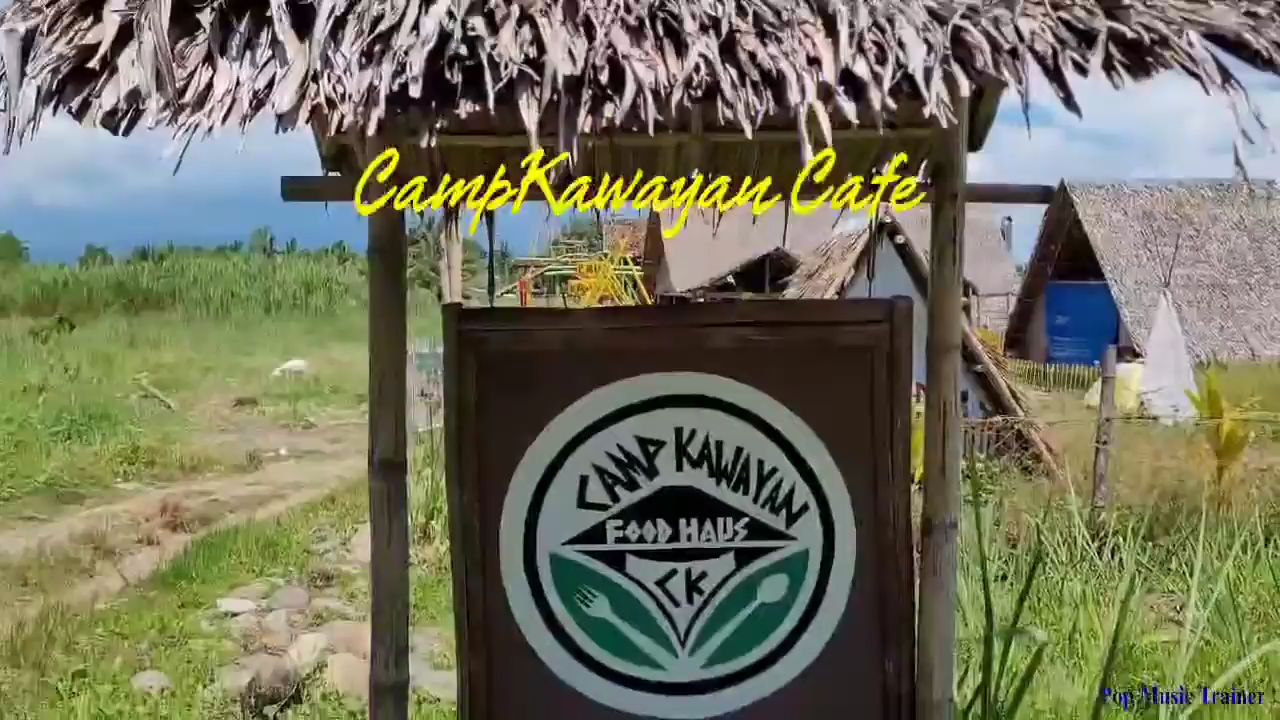 CampKawayan Cafe
CAMP KAWAYAN
FOOD HAUS
CK
Pop Music Trainer